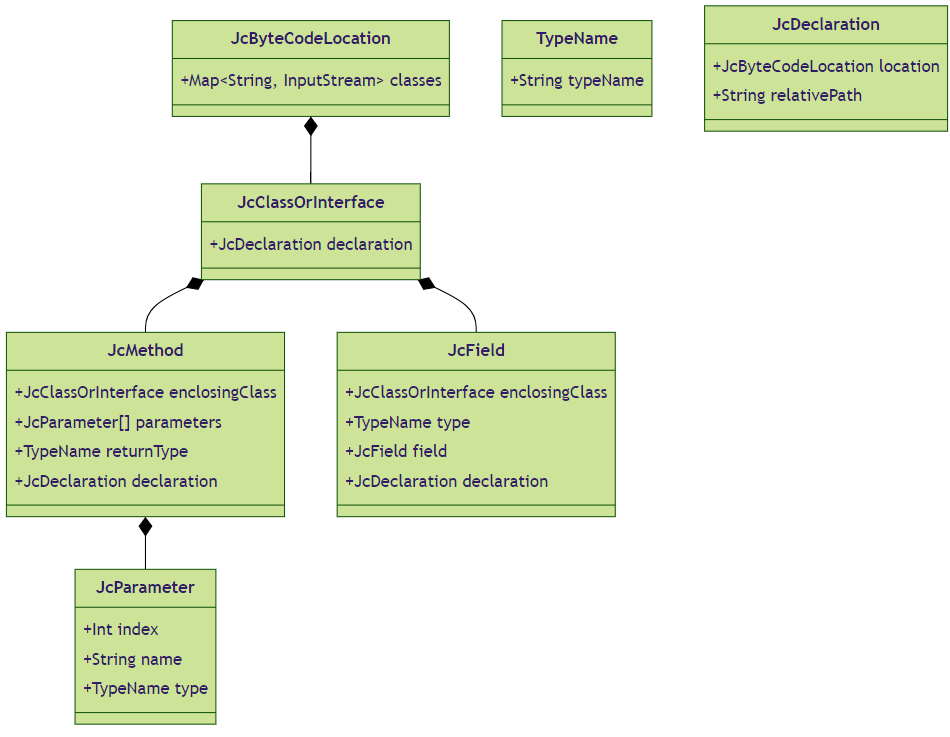 JcByteCodeLocation
+Map<String, InputStream> classes
TypeName
+String typeName
JcDeclaration
+JcByteCodeLocation location
+String relativePath
JcClassOrInterface
+JcDeclaration declaration
JcMethod
+JcClassOrInterface enclosingClass
+JcParameter[] parameters
+TypeName returnType
+JcDeclaration declaration
JcField
+JcClassOrInterface enclosingClass
+TypeName type
+JcField field
+JcDeclaration declaration
JcParameter
+Int index
+String name
+TypeName type